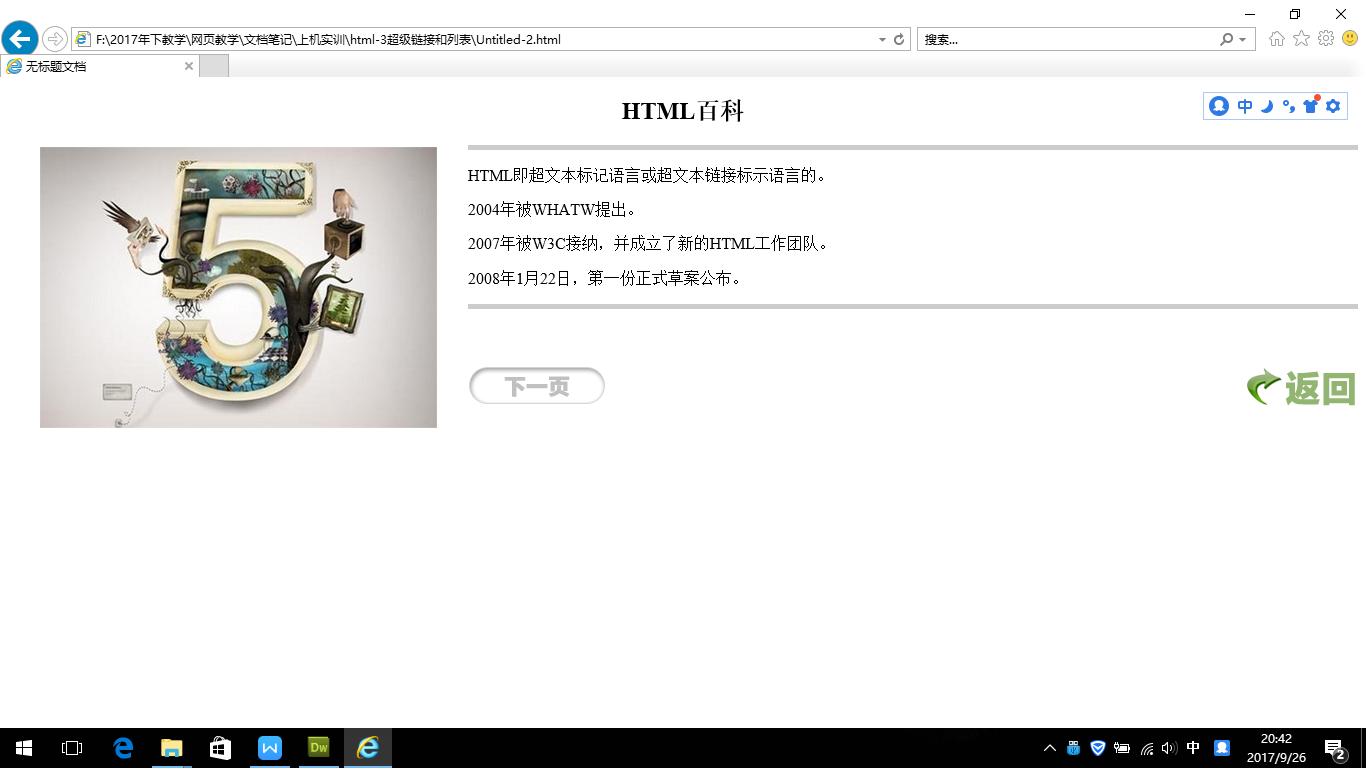 F:\2017年下教学\网页教学\文档笔记\上机实训\html-3超级链接和列表\Untitled-2.html
搜索...
无标题文档
HTML百科
中
HTML即超文本标记语言或超文本链接标示语言的。
2004年被WHATW提出。
2007年被W3C接纳，并成立了新的HTML工作团队。
2008年1月22日，第一份正式草案公布。
5
下一页
返回
W
Dw
中
20:42
2017/9/26
2